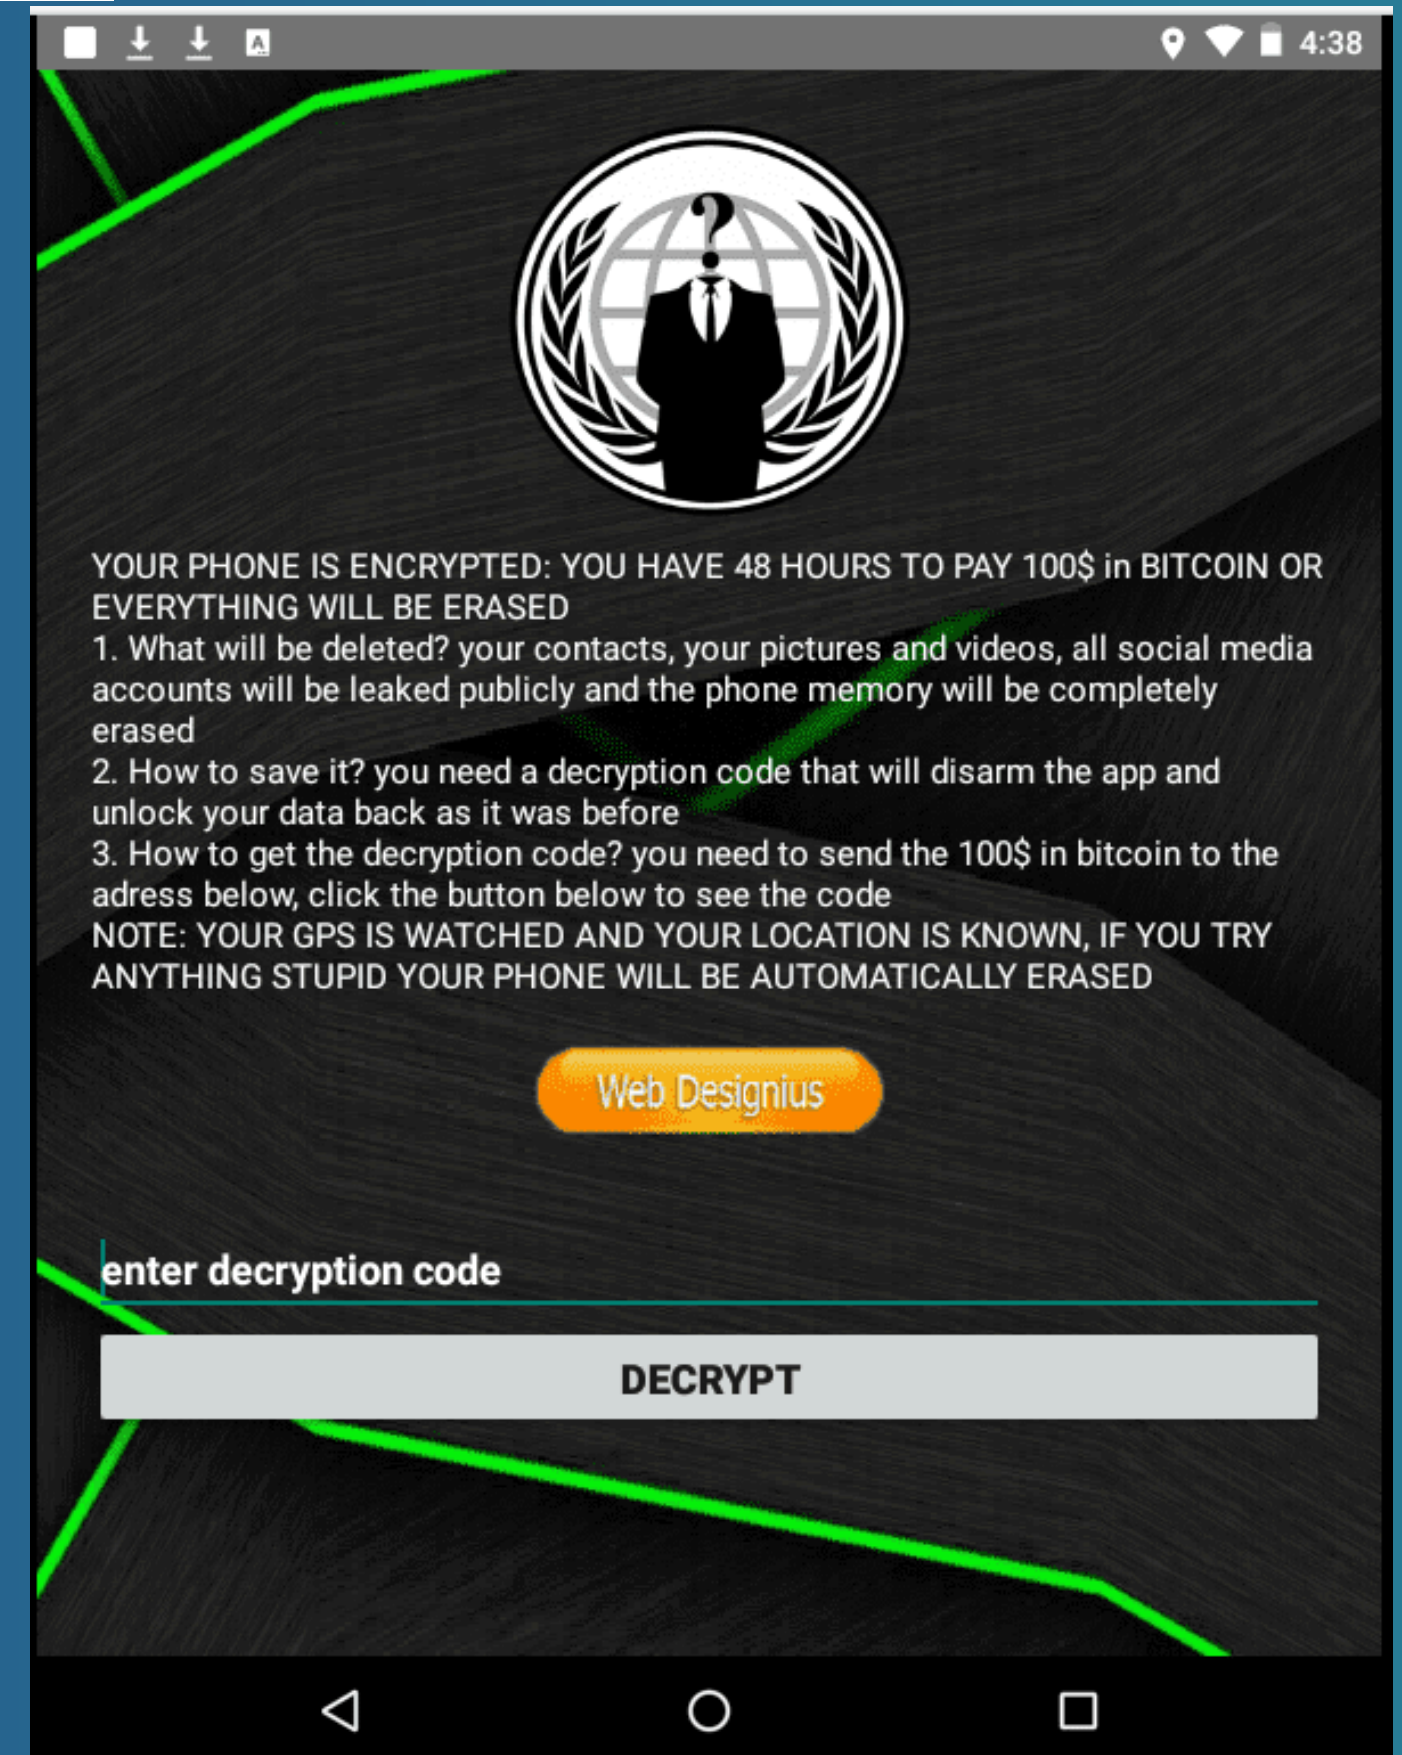 4:38
YOUR PHONE IS ENCRYPTED: YOU HAVE 48 HOURS TO PAY 100$ in BITCOIN OR
EVERYTHING WILL BE ERASED
1. What will be deleted? your contacts, your pictures and videos, all social media
accounts will be leaked publicly and the phone memory will be completely
erased
2. How to save it? you need a decryption code that will disarm the app and
unlock your data back as it was before
3. How to get the decryption code? you need to send the 100$ in bitcoin to the
adress below, click the button below to see the code
NOTE: YOUR GPS IS WATCHED AND YOUR LOCATION IS KNOWN, IF YOU TRY
ANYTHING STUPID YOUR PHONE WILL BE AUTOMATICALLY ERASED
Web Designius
enter decryption code
DECRYPT